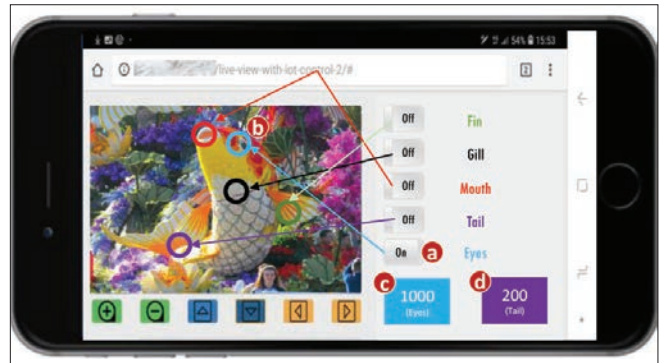 54% 15:53
/live-view-with-iot-control-2/#
b
Off Fin
Off Gill
Off Mouth
Off Tail
On a Eyes
c d
1000 200
(Eyes) (Tail)